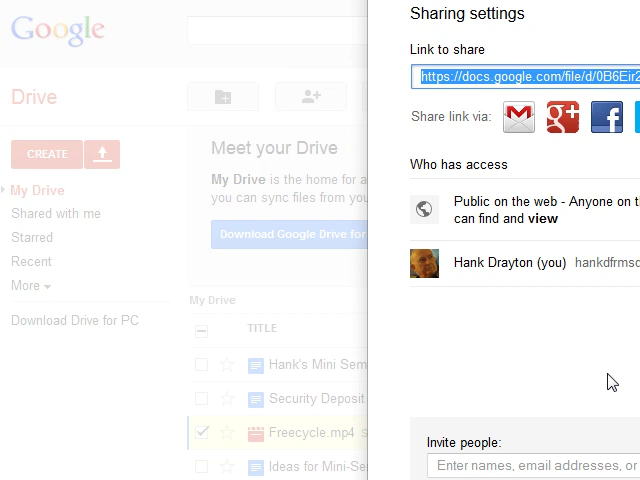 Google
Drive
CREATE
My Drive
Shared with me
Starred
Recent
More
Download Drive for PC
Meet your Drive
My Drive is the home for a
you can sync files from you
Download Google Drive for
My Drive
TITLE
Hank's Mini Sem
Security Deposit
Freecycle.mp4 S
Ideas for Mini-Se
Sharing settings
Link to share
https://docs.google.com/file/d/0B6Eir2
Share link via:
Who has access
Public on the web - Anyone on th
can find and view
Hank Drayton (you) hankdfrmsd
Invite people:
Enter names, email addresses, or